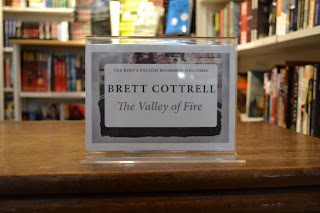 THE KING'S ENGLISH BOOKSHOP WELCOMES
BRETT COTTRELL
The Valley of Fire